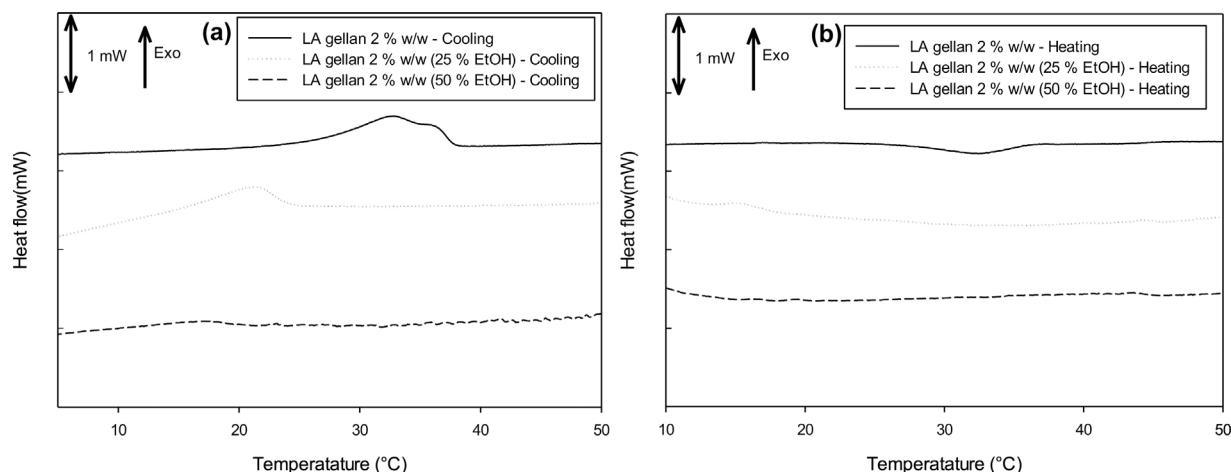 (a)
1 mW
Exo
LA gellan 2 % w/w - Cooling
LA gellan 2 % w/w (25 % EtOH) - Cooling
LA gellan 2 % w/w (50 % EtOH) - Cooling
Heat flow(mW)
10 20 30 40 50
Temperatature (°C)
(b)
1 mW
Exo
LA gellan 2 % w/w - Heating
LA gellan 2 % w/w (25 % EtOH) - Heating
LA gellan 2 % w/w (50 % EtOH) - Heating
Heat flow(mW)
10 20 30 40 50
Temperatature (°C)